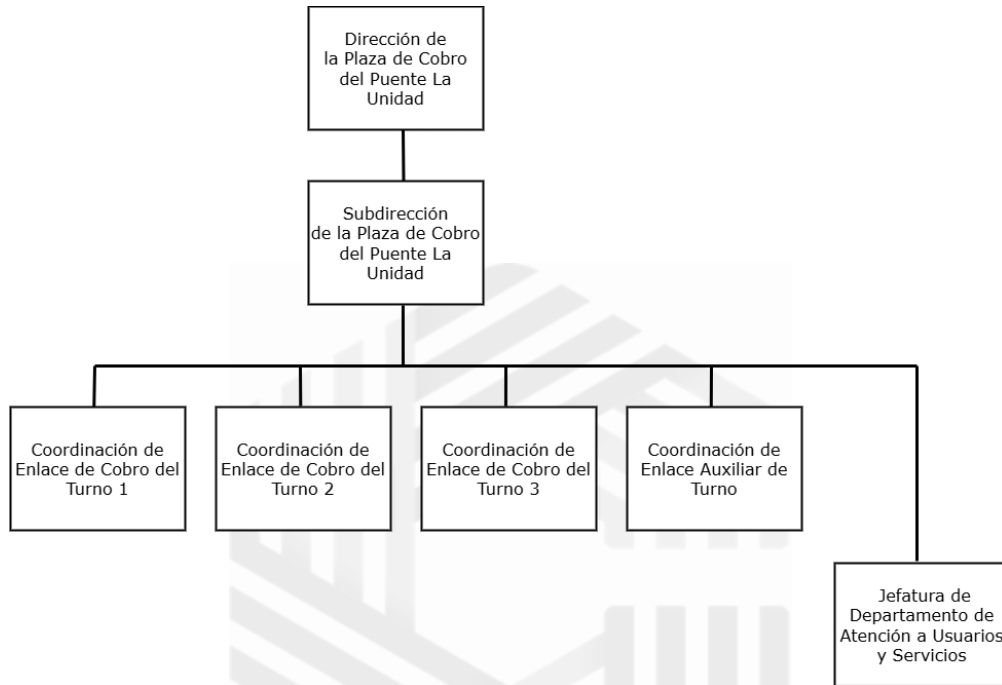 Dirección de
la Plaza de Cobro
del Puente La
Unidad
Subdirección
de la Plaza de Cobro
del Puente La
Unidad
Coordinación de
Enlace de Cobro del
Turno 1
Coordinación de
Enlace de Cobro del
Turno 2
Coordinación de
Enlace de Cobro del
Turno 3
Coordinación de
Enlace Auxiliar de
Turno
Jefatura de
Departamento de
Atención a Usuarios
y Servicios